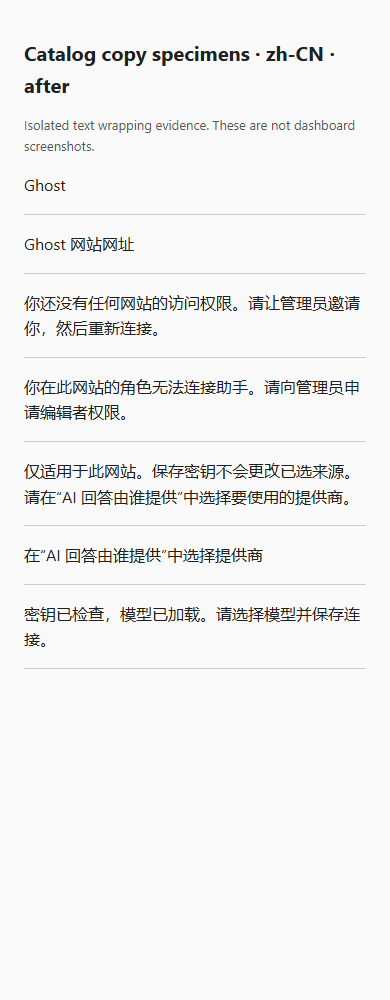 Catalog copy specimens · zh-CN ·
after
Isolated text wrapping evidence. These are not dashboard
screenshots.
Ghost
Ghost 网站网址
你还没有任何网站的访问权限。请让管理员邀请
你，然后重新连接。
你在此网站的角色无法连接助手。请向管理员申
请编辑者权限。
仅适用于此网站。保存密钥不会更改已选来源。
请在“AI 回答由谁提供”中选择要使用的提供商。
在“AI 回答由谁提供”中选择提供商
密钥已检查，模型已加载。请选择模型并保存连
接。